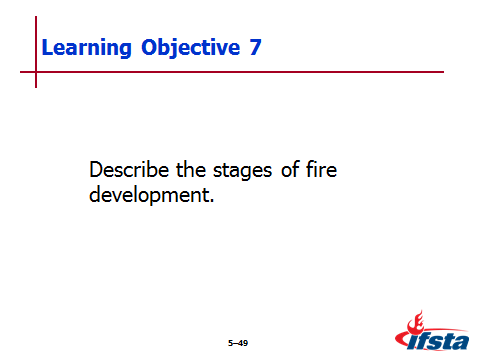 Learning Objective 7
Describe the stages of fire
development.
5–49
ifsta